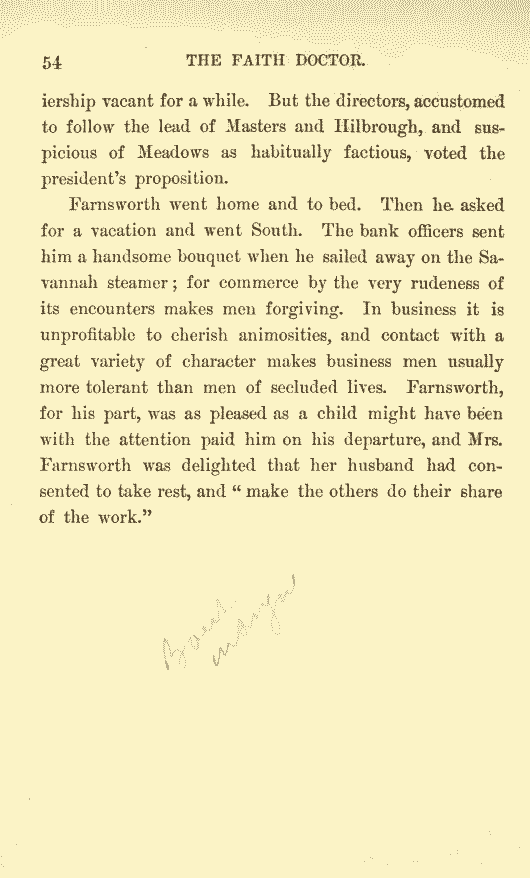 54 THE FAITH DOCTOR.
iership vacant for a while. But the directors, accustomed
to follow the lead of Masters and Hilbrough, and sus-
picious of Meadows as habitually factious, voted the
president's proposition.
Farnsworth went home and to bed. Then he asked
for a vacation and went South. The bank officers sent
him a handsome bouquet when he sailed away on the Sa-
vannah steamer; for commerce by the very rudeness of
its encounters makes men forgiving. In business it is
unprofitable to cherish animosities, and contact with a
great variety of character makes business men usually
more tolerant than men of secluded lives. Farnsworth,
for his part, was as pleased as a child might have been
with the attention paid him on his departure, and Mrs.
Farnsworth was delighted that her husband had con-
sented to take rest, and “ make the others do their share
of the work.”